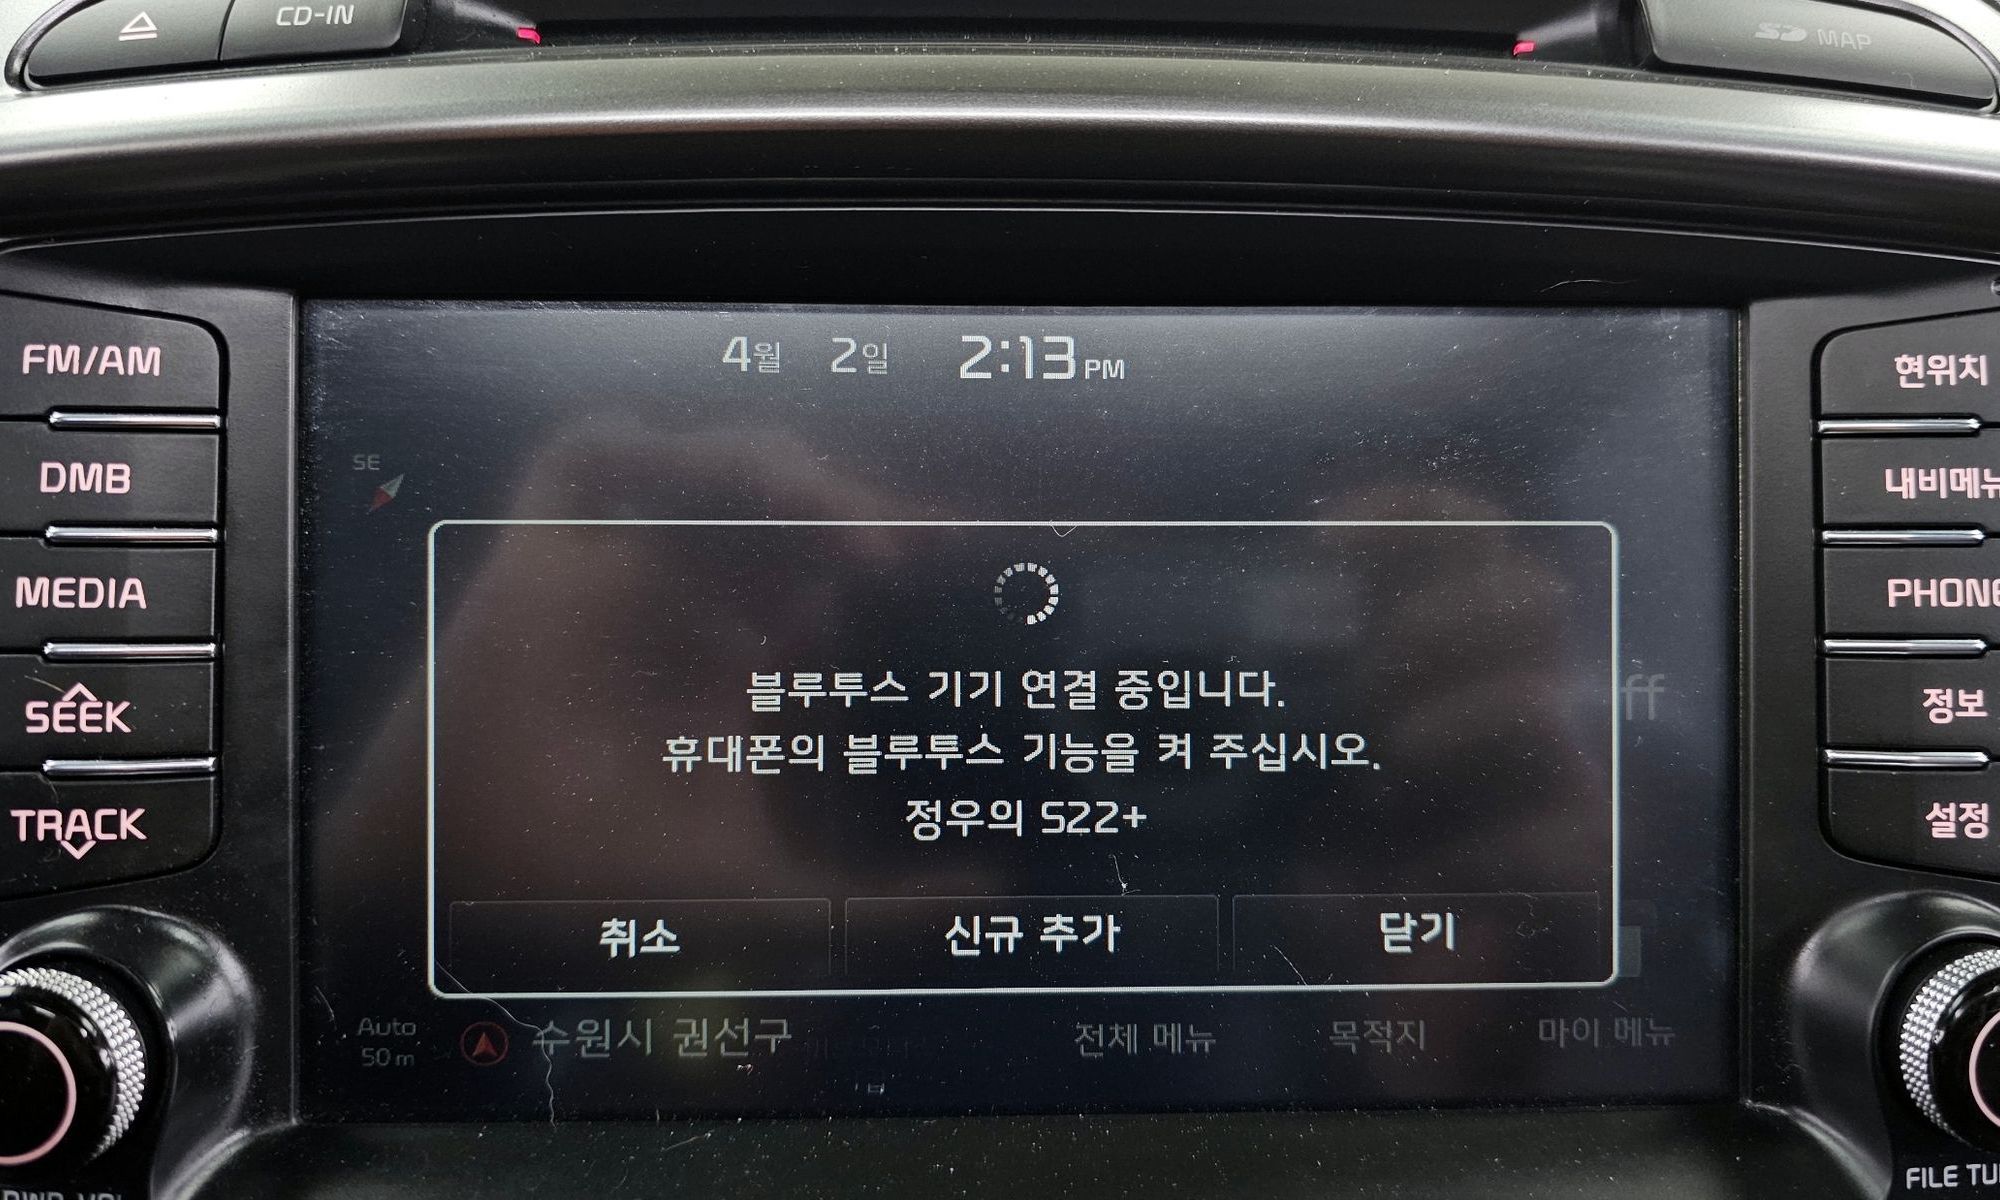 CD-IN
SD MAP
4월 2일 2:13 PM
FM/AM
현위치
SE
DMB
내비메뉴
MEDIA
PHONE
블루투스 기기 연결 중입니다.
SEEK
ff
정보
휴대폰의 블루투스 기능을 켜 주십시오.
정우의 S22+
TRACK
설정
취소
신규 추가
닫기
Auto
50m
수원시 권선구
전체 메뉴
목적지
마이 메뉴
FILE